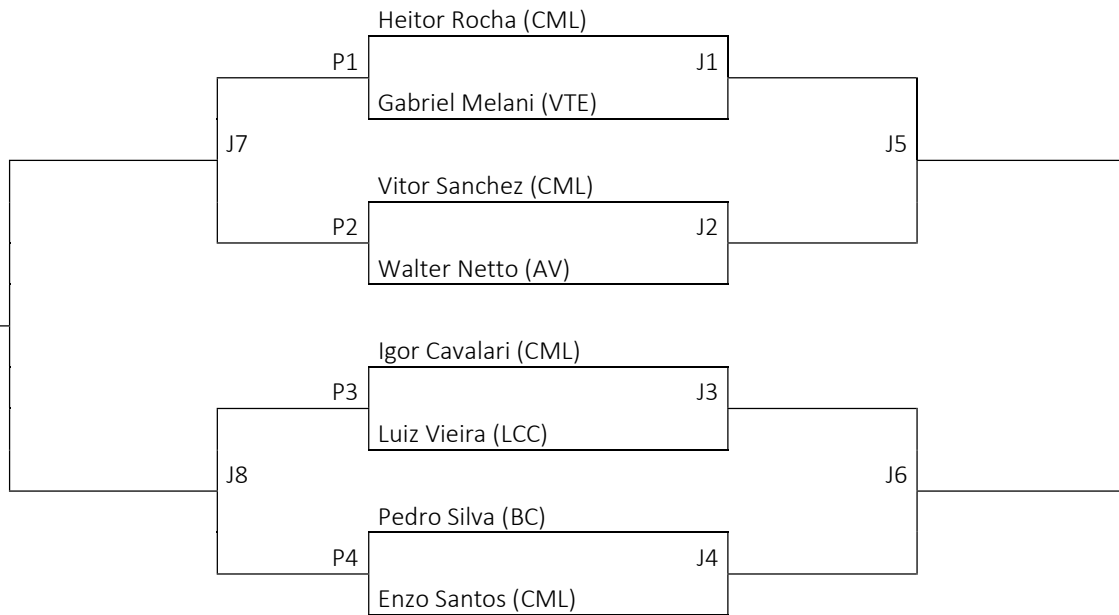 Heitor Rocha (CML)
P1
J1
Gabriel Melani (VTE)
J7
J5
Vitor Sanchez (CML)
P2
J2
Walter Netto (AV)
Igor Cavalari (CML)
P3
J3
Luiz Vieira (LCC)
J8
J6
Pedro Silva (BC)
P4
J4
Enzo Santos (CML)